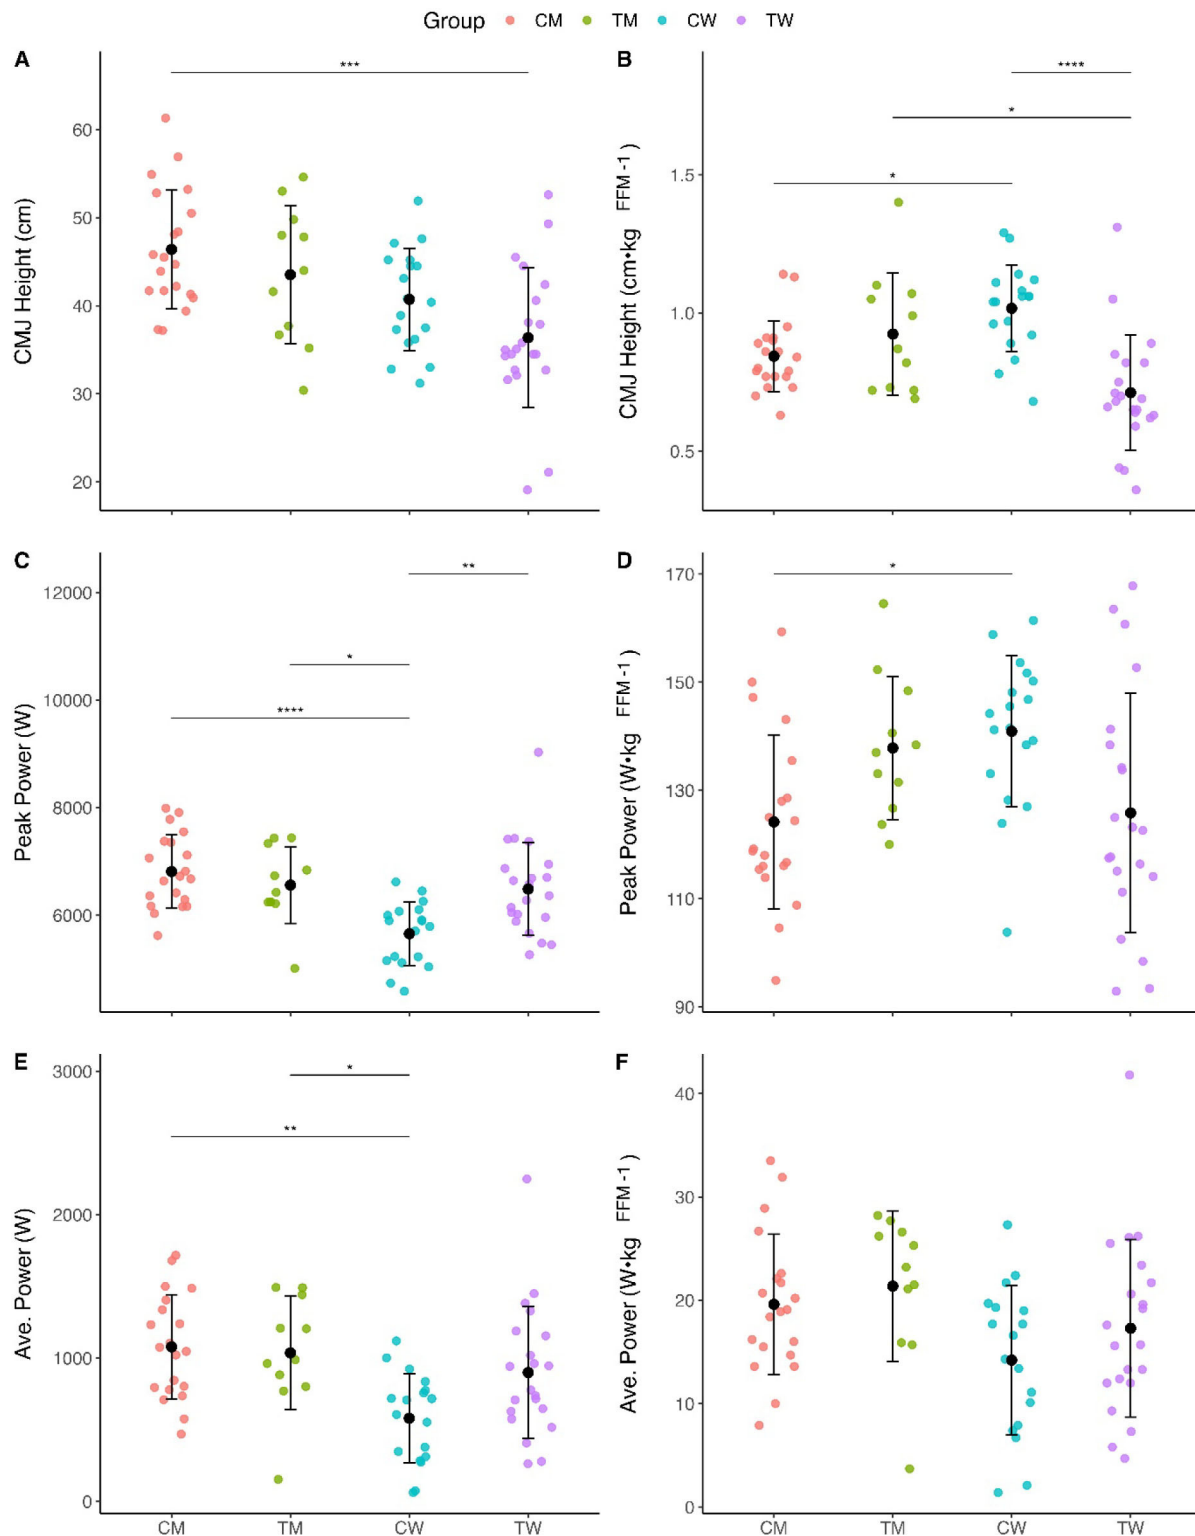 Group CM TM CW TW
A
***
60
50
40
30
20
CMJ Height (cm)
B
****
*
*
1.5
1.0
0.5
CMJ Height (cm•kg FFM -1 )
C
**
*
****
12000
10000
8000
6000
Peak Power (W)
D
*
170
150
130
110
90
Peak Power (W•kg FFM -1 )
E
*
**
3000
2000
1000
0
Ave. Power (W)
CM TM CW TW
F
40
30
20
10
0
Ave. Power (W•kg FFM -1 )
CM TM CW TW